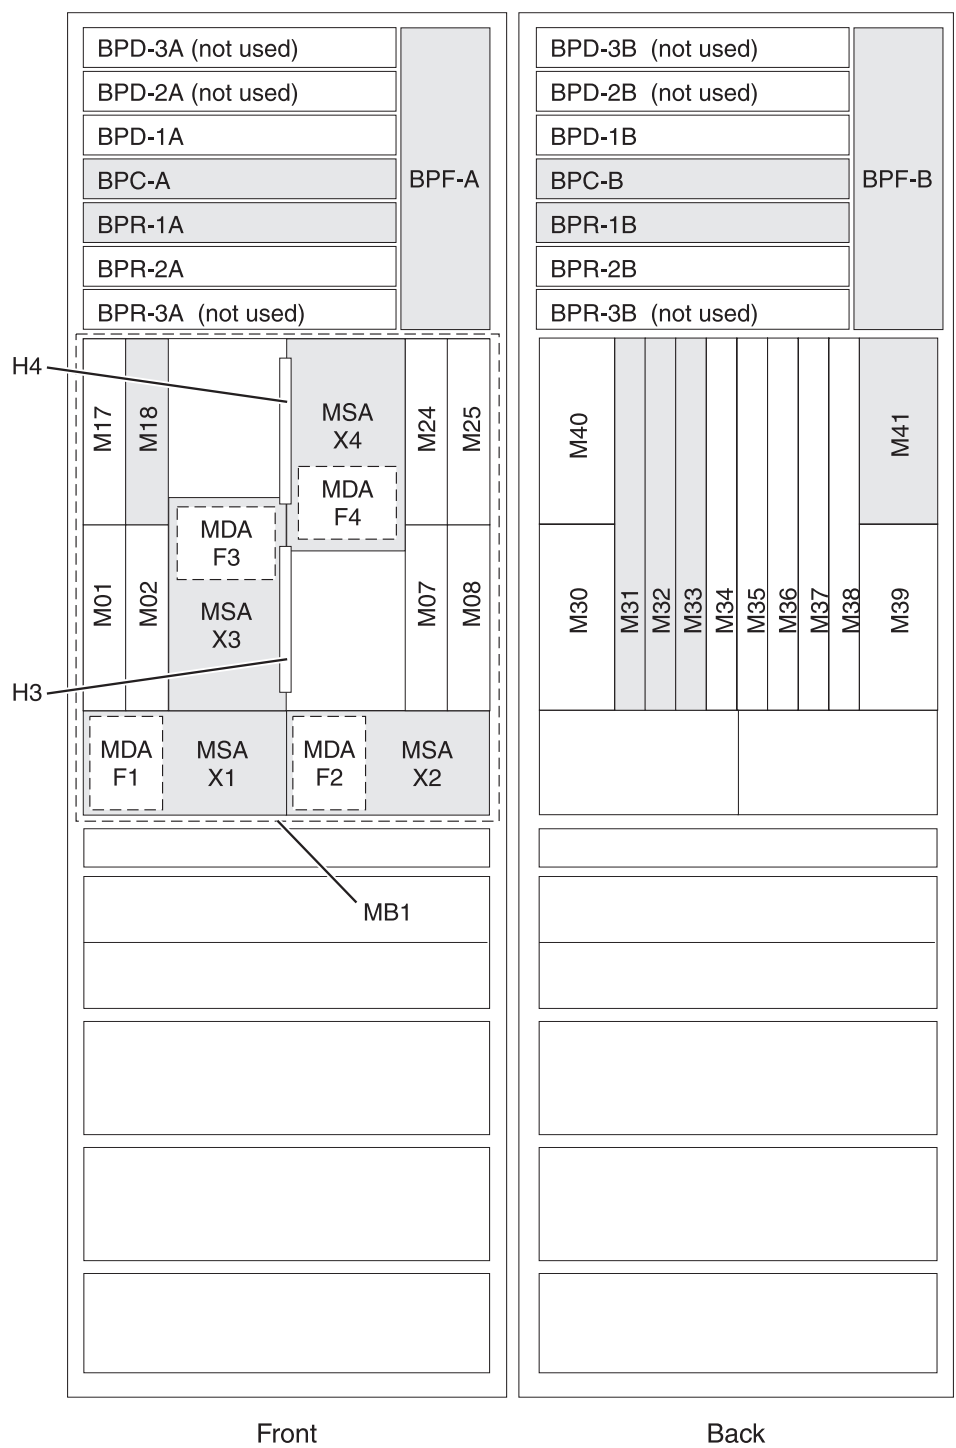 BPD-3A (not used)
BPD-2A (not used)
BPD-1A
BPC-A
BPF-A
BPR-1A
BPR-2A
BPR-3A (not used)
H4
M17
M18
MSA
X4
MDA
F4
M24
M25
MDA
F3
M01
M02
MSA
X3
M07
M08
H3
MDA
F1
MSA
X1
MDA
F2
MSA
X2
MB1
Front
BPD-3B (not used)
BPD-2B (not used)
BPD-1B
BPC-B
BPF-B
BPR-1B
BPR-2B
BPR-3B (not used)
M40
M41
M30
M31
M32
M33
M34
M35
M36
M37
M38
M39
Back